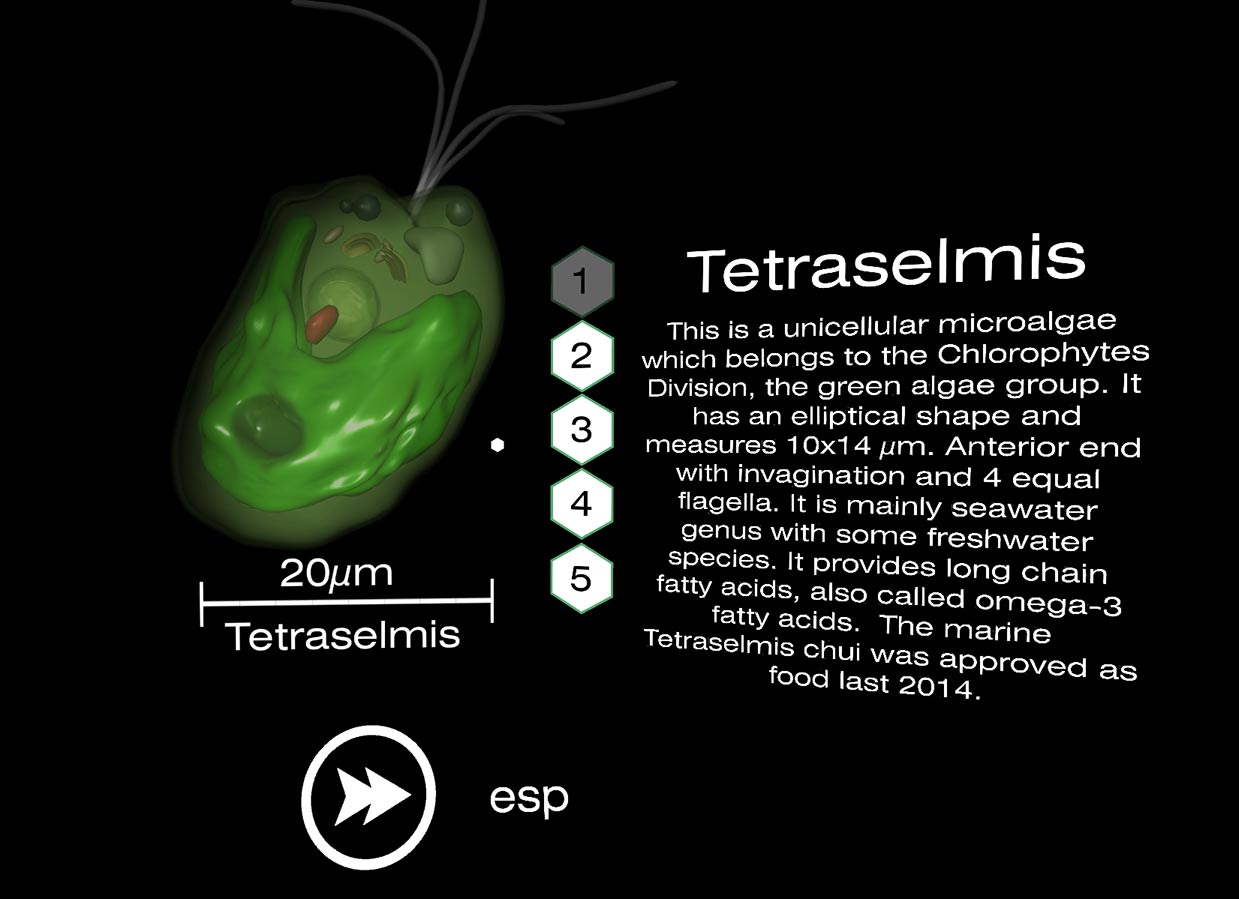 Tetraselmis
1
2
3
4
5
This is a unicellular microalgae
which belongs to the Chlorophytes
Division, the green algae group. It
has an elliptical shape and
measures 10x14 μm. Anterior end
with invagination and 4 equal
flagella. It is mainly seawater
genus with some freshwater
species. It provides long chain
fatty acids, also called omega-3
fatty acids.  The marine
Tetraselmis chui was approved as
food last 2014.
20μm
Tetraselmis
esp